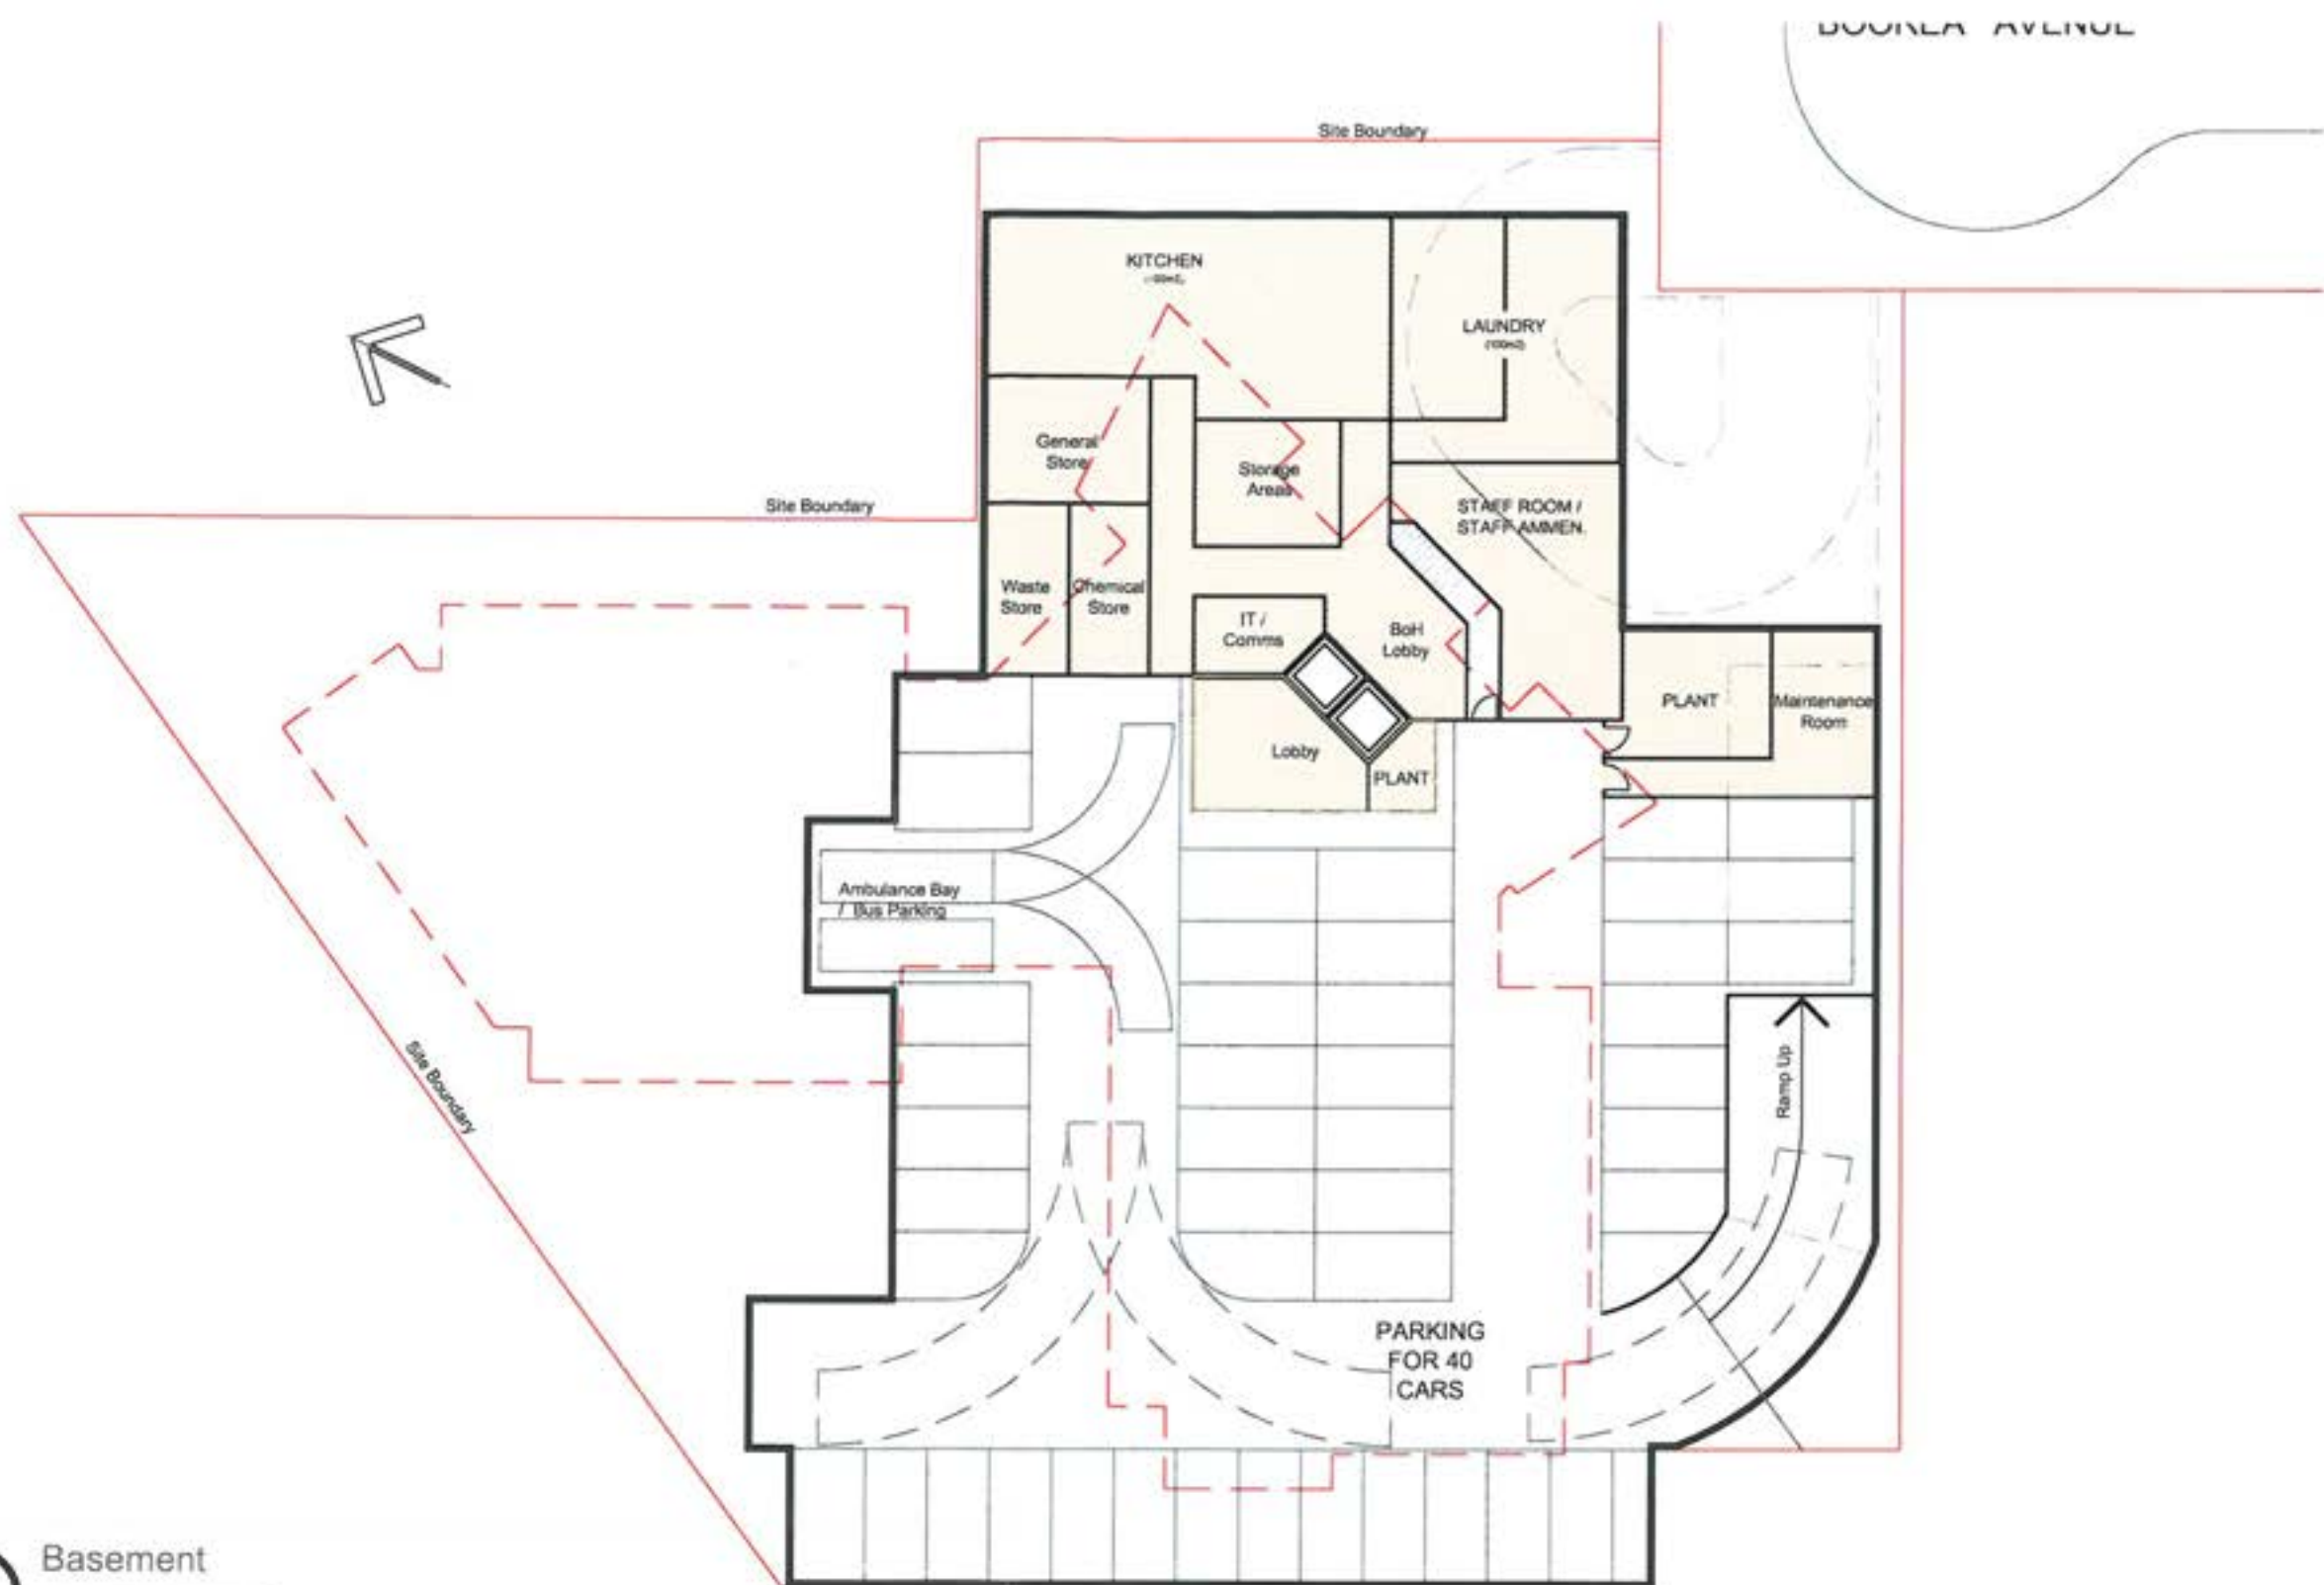 Site Boundary
KITCHEN
LAUNDRY
(100m2)
General
Store
Storage
Areas
Site Boundary
STAFF ROOM /
STAFF AMMEN.
Waste
Store
Chemical
Store
IT /
Comms
BoH
Lobby
PLANT
Maintenance
Room
Lobby
PLANT
Ambulance Bay
/ Bus Parking
Site Boundary
Ramp Up
PARKING
FOR 40
CARS
Basement